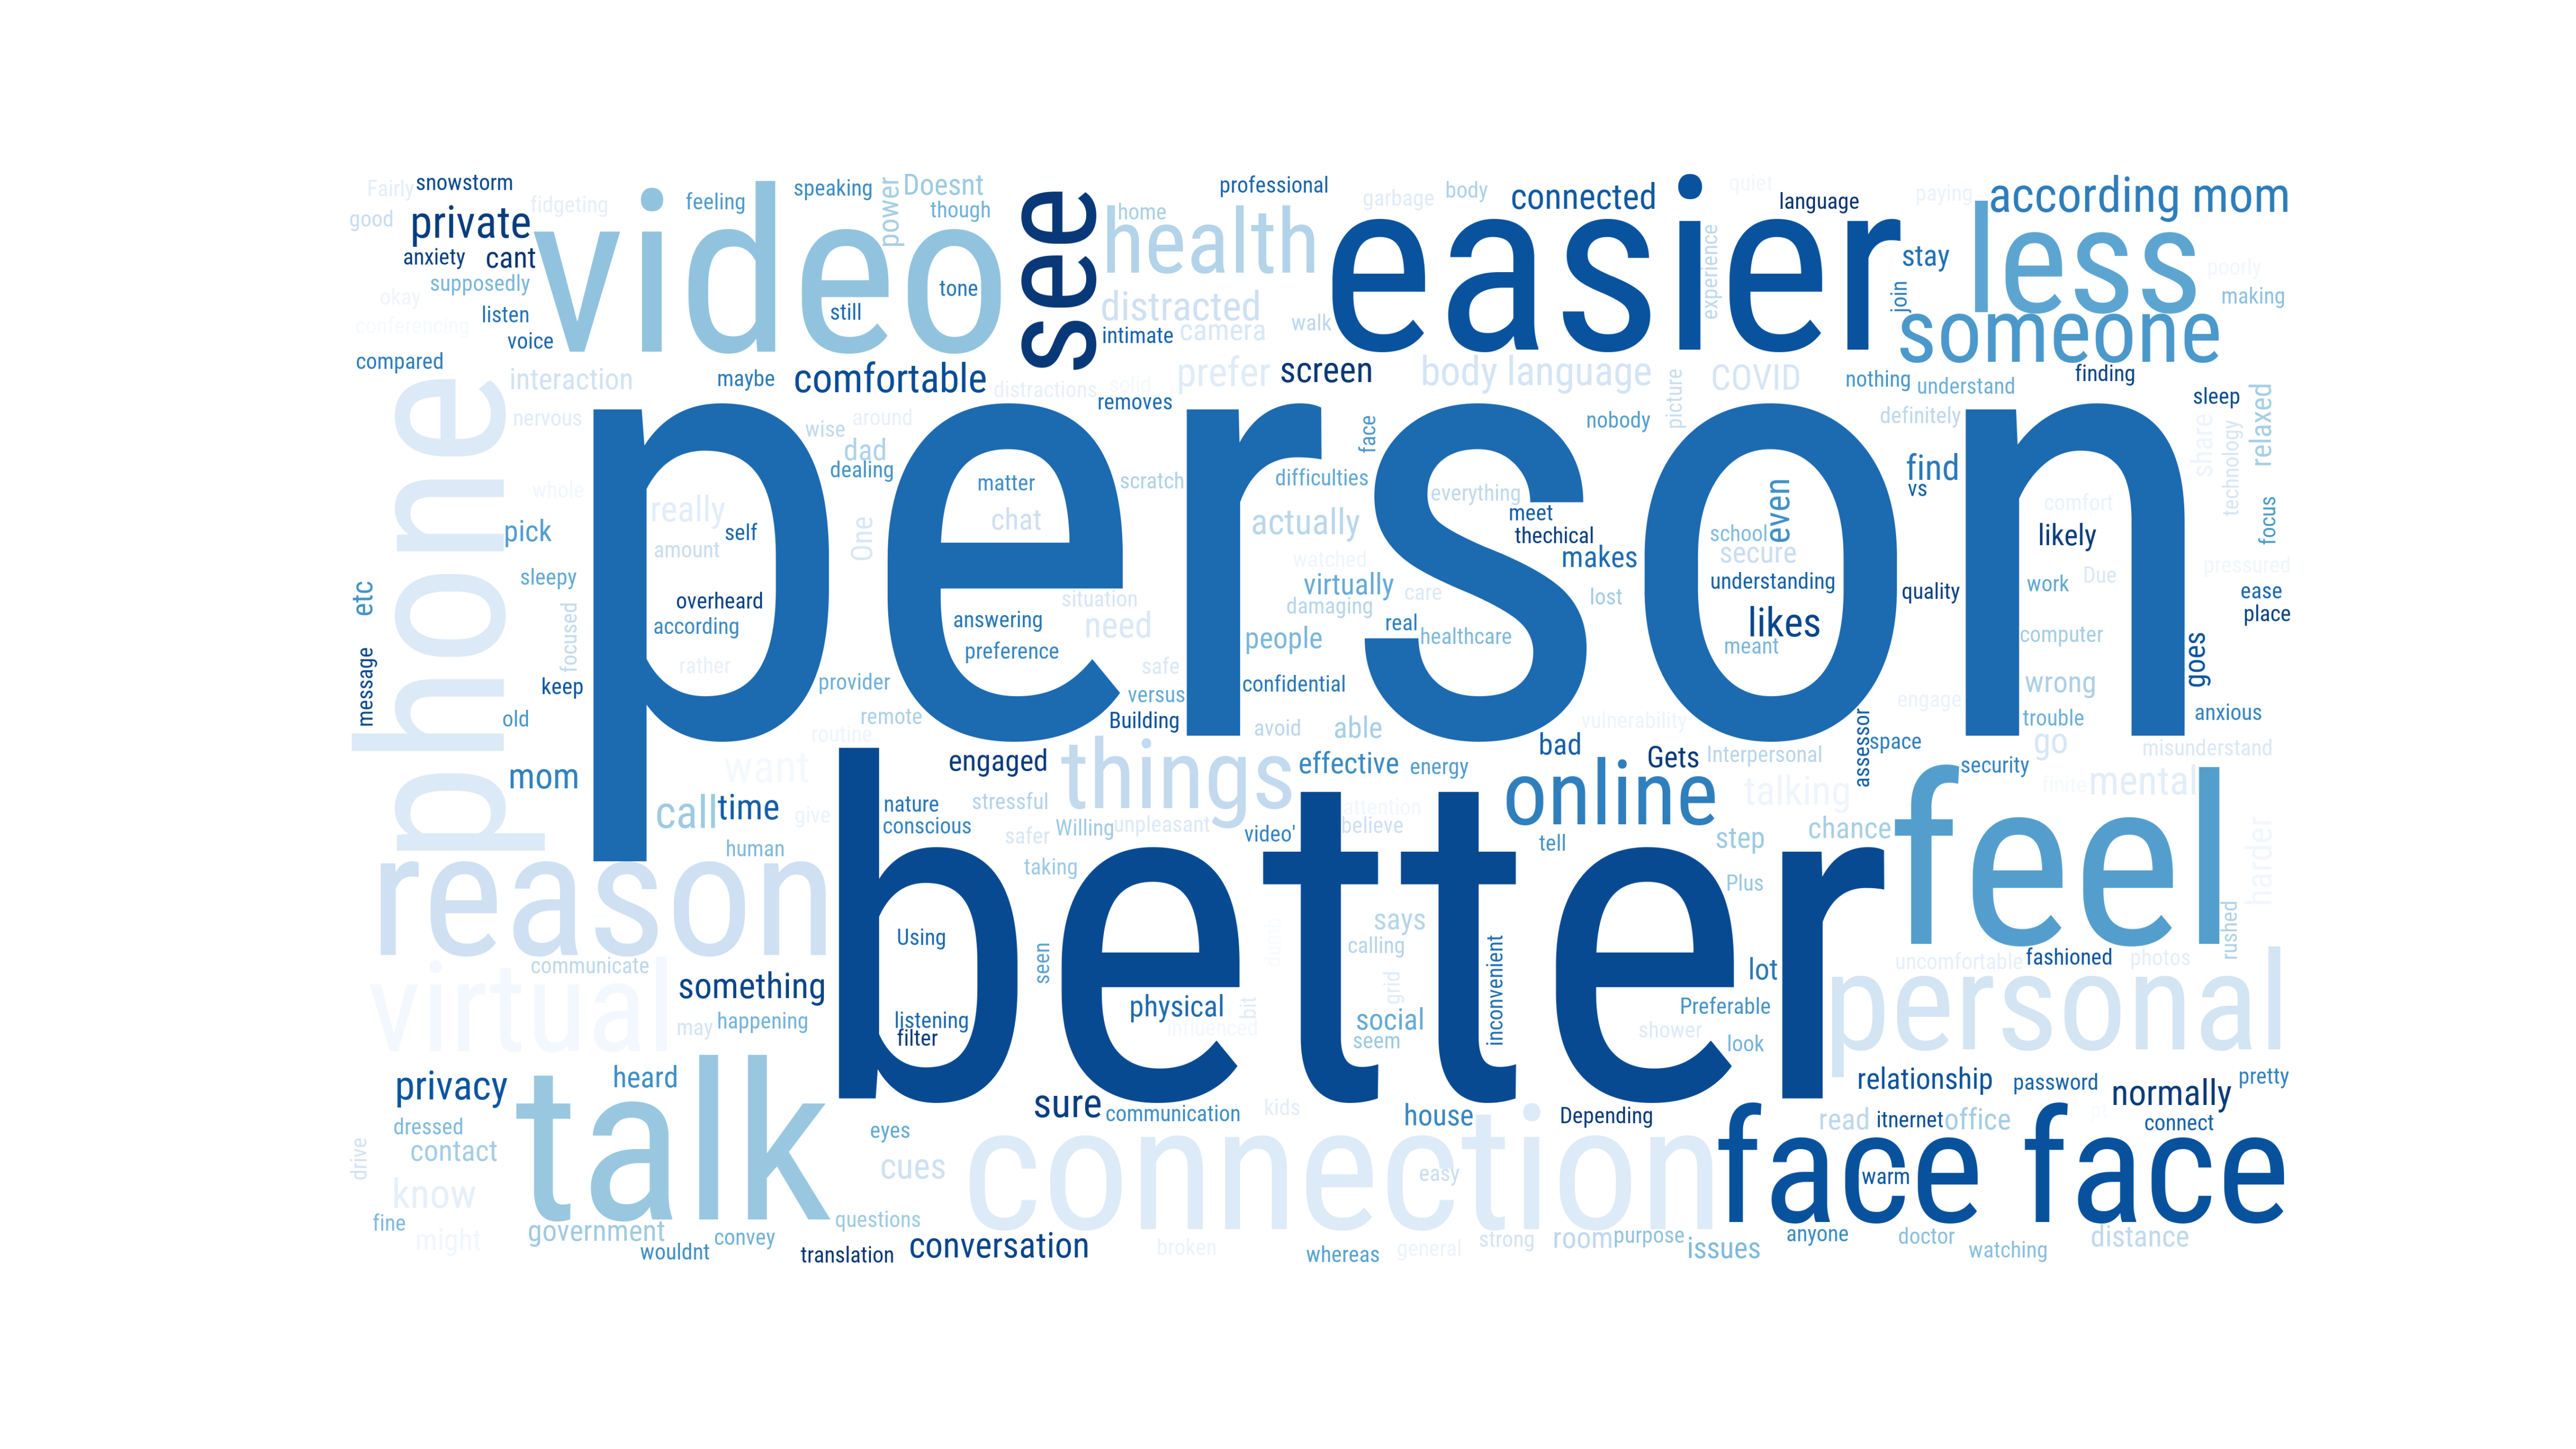 Fairly
snowstorm
fidgeting
feeling
speaking
power
Doesnt
though
see
home
professional
garbage
body
connected
quiet
language
paying
according mom
good
private
video
health
easier
less
anxiety
cant
supposedly
okay
listen
conferencing
voice
compared
still
tone
distracted
intimate
camera
walk
experience
stay
join
someone
poorly
making
phone
interaction
maybe
comfortable
distractions
solid
removes
prefer
screen
body language
picture
COVID
nothing
understand
finding
sleep
relaxed
share
technology
nervous
person
wise
around
dad
dealing
face
nobody
definitely
find
vs
whole
really
self
amount
One
matter
chat
scratch
difficulties
actually
everything
meet
thechical
makes
even
school
secure
understanding
likes
meant
quality
comfort
likely
focus
pick
sleepy
etc
focused
overheard
according
rather
answering
preference
situation
need
watched
virtually
damaging
care
people
real
healthcare
lost
work
Due
computer
pressured
ease
place
goes
message
keep
old
provider
remote
routine
safe
versus
Building
confidential
avoid
able
vulnerability
engage
wrong
trouble
go
anxious
misunderstand
mom
want
engaged
things
effective
energy
bad
online
Gets
Interpersonal
talking
assessor
space
security
finite
mental
call
time
give
human
nature
conscious
stressful
safer
Willing
unpleasant
taking
video'
attention
believe
tell
step
chance
Plus
feel
harder
rushed
reason
better
Using
seen
dumb
says
calling
grid
inconvenient
lot
virtual
communicate
something
may
happening
listening
filter
physical
influenced
bit
social
seem
Preferable
shower
look
uncomfortable
fashioned
photos
personal
privacy
heard
talk
sure
communication
kids
house
Depending
relationship
password
normally
pretty
dressed
contact
drive
eyes
cues
connection
easy
read
itnernet
office
connect
face face
warm
know
fine
might
government
wouldnt
convey
questions
translation
conversation
broken
whereas
general
strong
room
purpose
issues
anyone
doctor
watching
distance